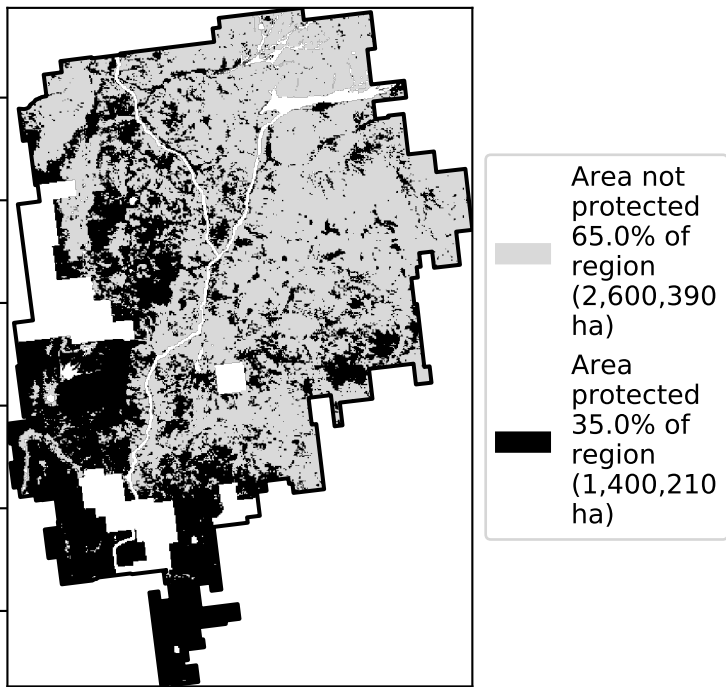 Area not
protected
65.0% of
region
(2,600,390
ha)
Area
protected
35.0% of
region
(1,400,210
ha)